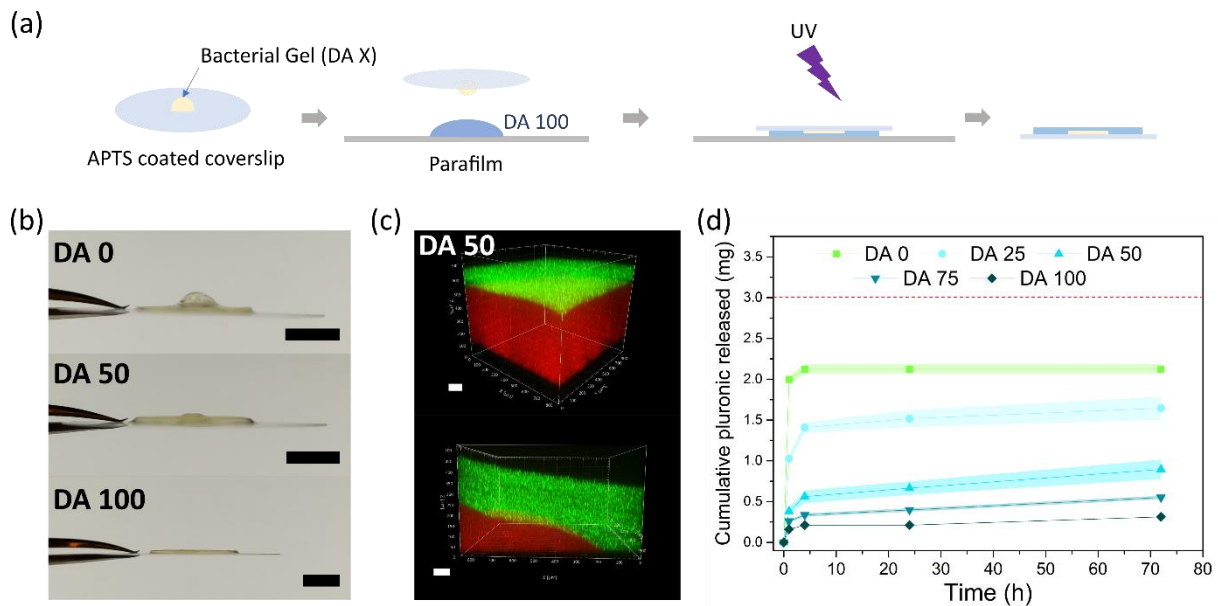 (a)
Bacterial Gel (DA X)
APTS coated coverslip
DA 100
Parafilm
UV
(b)
DA 0
DA 50
DA 100
(c)
DA 50
(d)
DA 0
DA 25
DA 50
DA 75
DA 100
Cumulative pluronic released (mg)
3.5
3.0
2.5
2.0
1.5
1.0
0.5
0.0
0 10 20 30 40 50 60 70 80
Time (h)